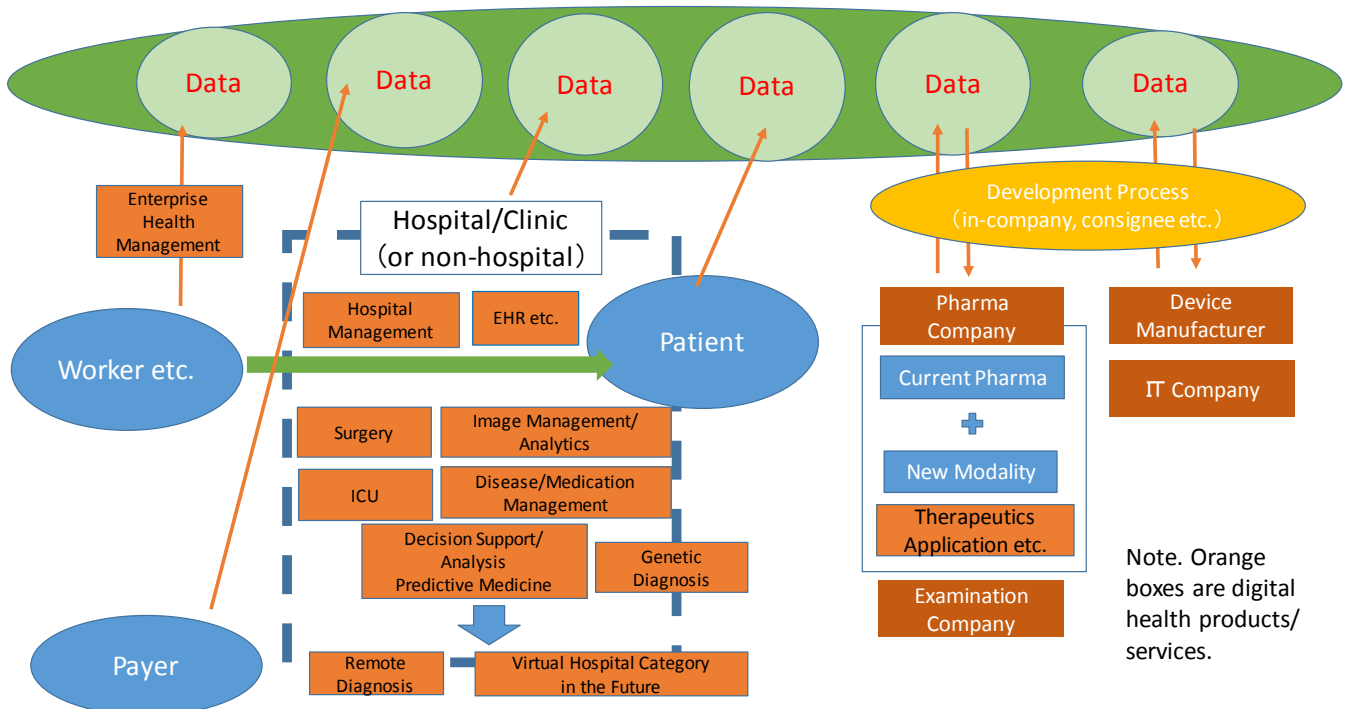 Data
Data
Data
Data
Data
Data
Enterprise
Health
Management
Hospital/Clinic
(or non-hospital)
Development Process
(in-company, consignee etc.)
Hospital
Management
EHR etc.
Pharma
Company
Device
Manufacturer
Worker etc.
Patient
Current Pharma
IT Company
Surgery
Image Management/
Analytics
New Modality
ICU
Disease/Medication
Management
Therapeutics
Application etc.
Decision Support/
Analysis
Predictive Medicine
Genetic
Diagnosis
Examination
Company
Note. Orange
boxes are digital
health products/
services.
Payer
Remote
Diagnosis
Virtual Hospital Category
in the Future